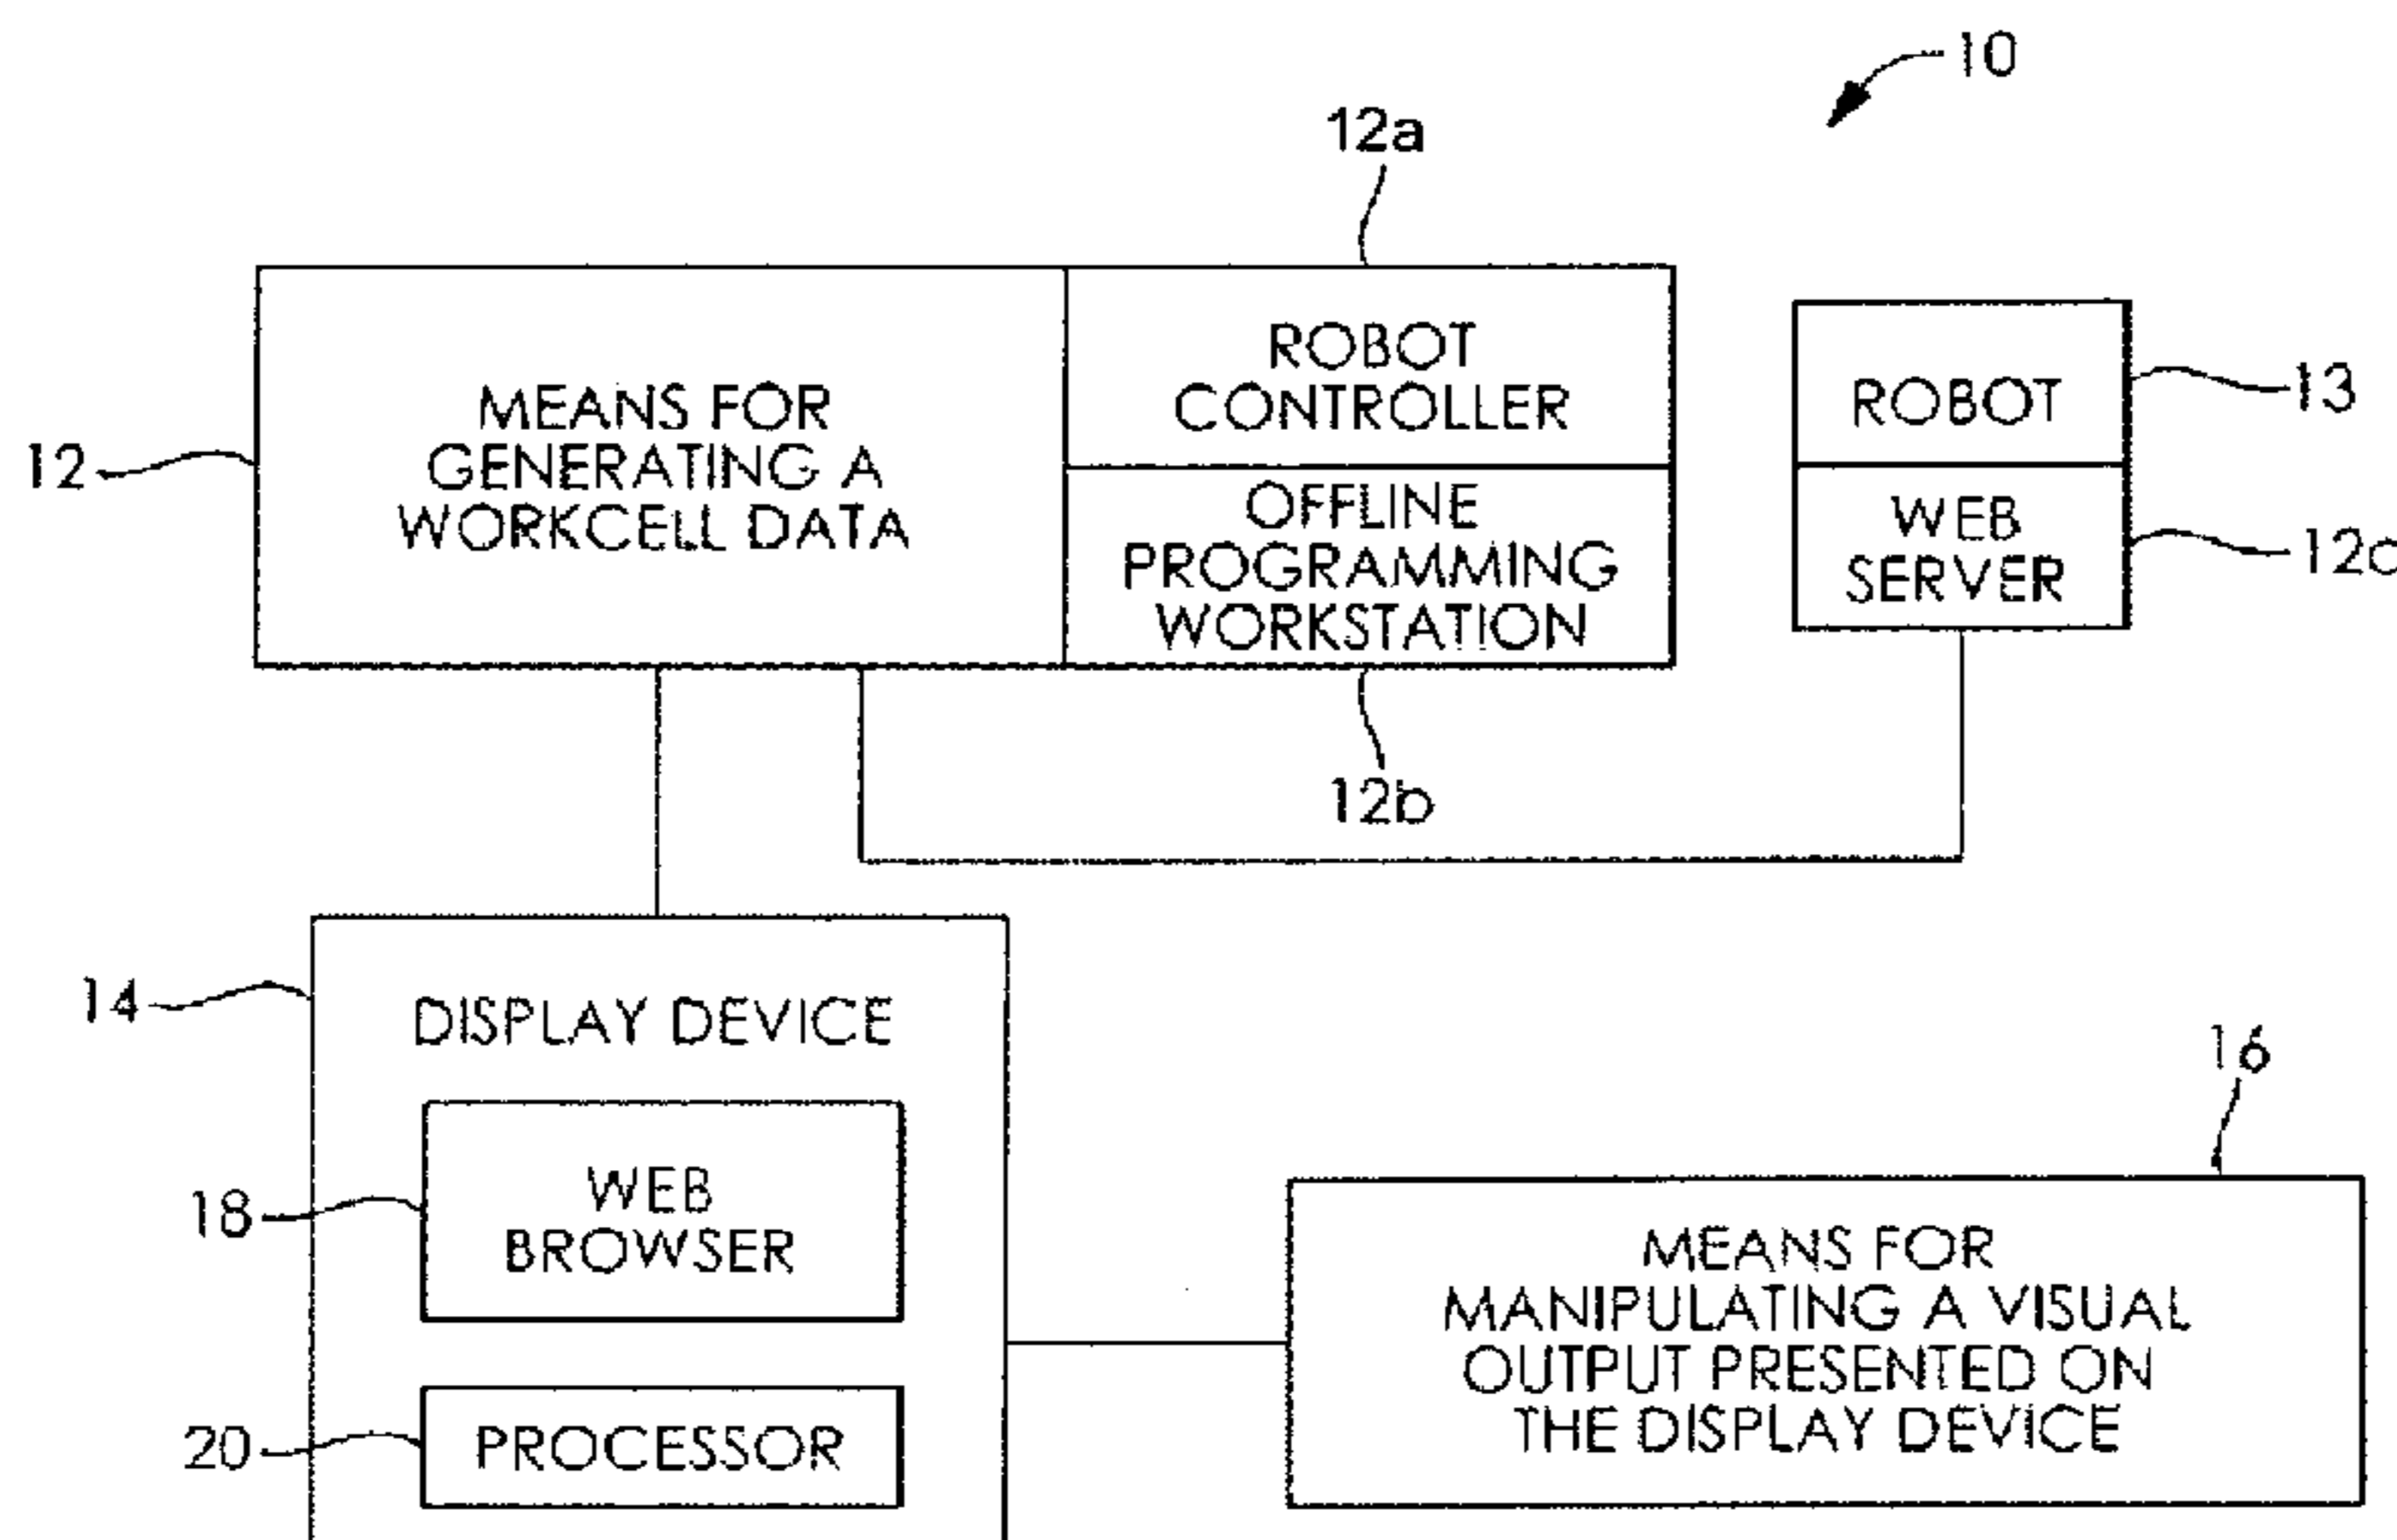 10
12a
12
MEANS FOR
GENERATING A
WORKCELL DATA
ROBOT
CONTROLLER
OFFLINE
PROGRAMMING
WORKSTATION
12b
ROBOT
13
WEB
SERVER
12c
14
DISPLAY DEVICE
18
WEB
BROWSER
20
PROCESSOR
16
MEANS FOR
MANIPULATING A VISUAL
OUTPUT PRESENTED ON
THE DISPLAY DEVICE